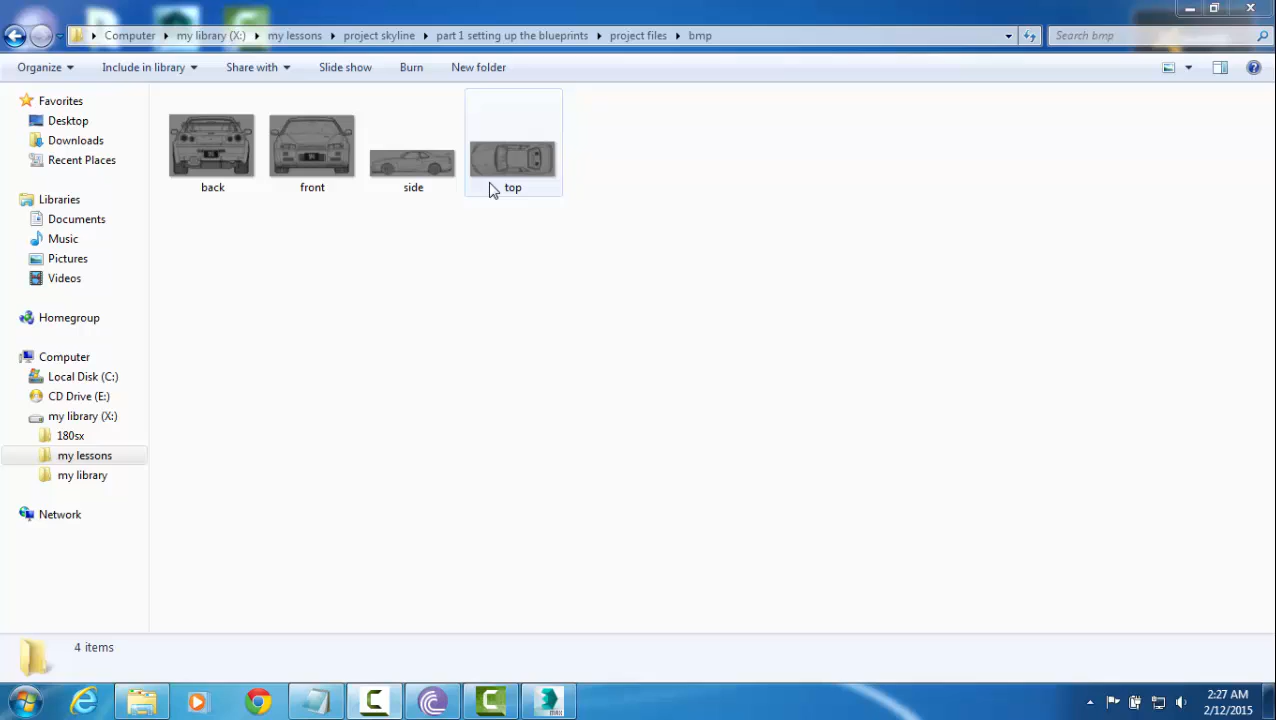 Computer my library (X:) my lessons project skyline part 1 setting up the blueprints project files bmp Search bmp
Organize Include in library Share with Slide show Burn New folder
Favorites
Desktop
Downloads
Recent Places
Libraries
Documents
Music
Pictures
Videos
Homegroup
Computer
Local Disk (C:)
CD Drive (E:)
my library (X:)
180sx
my lessons
my library
Network
back front side top
4 items
2:27 AM
2/12/2015